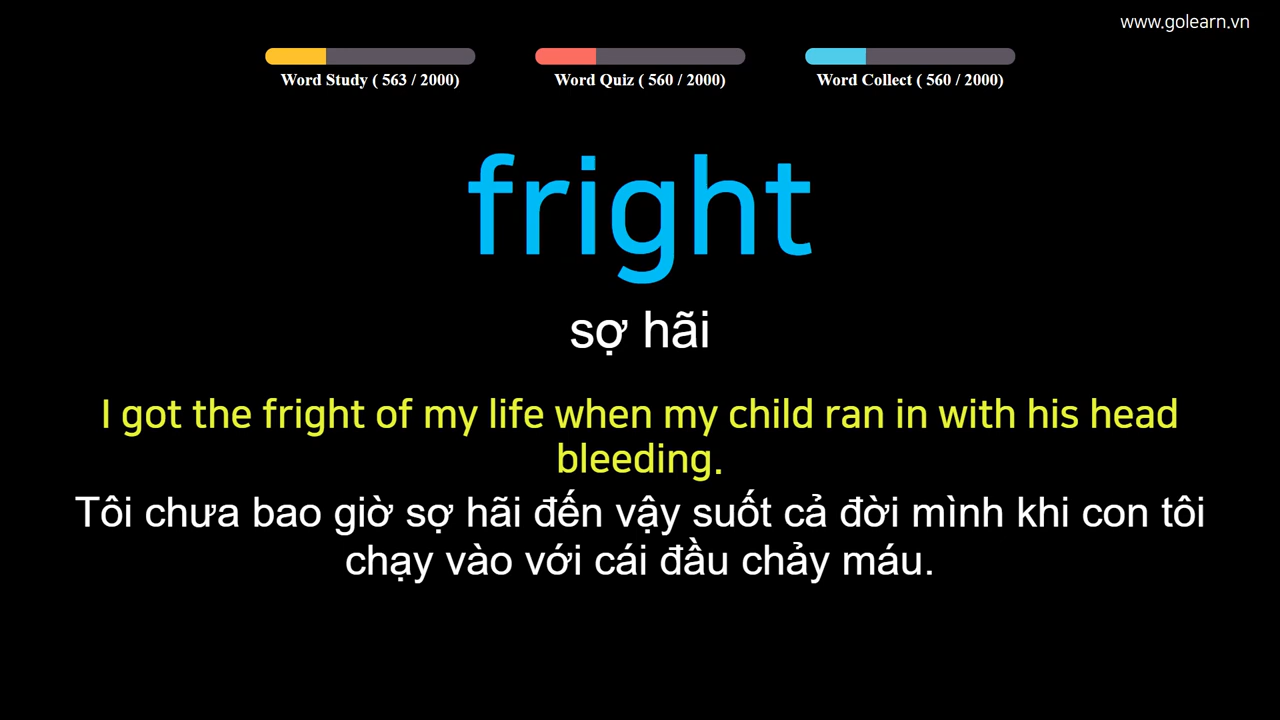 www.golearn.vn
Word Study ( 563 / 2000)
Word Quiz ( 560 / 2000)
Word Collect ( 560 / 2000)
fright
sợ hãi
I got the fright of my life when my child ran in with his head
bleeding.
Tôi chưa bao giờ sợ hãi đến vậy suốt cả đời mình khi con tôi
chạy vào với cái đầu chảy máu.